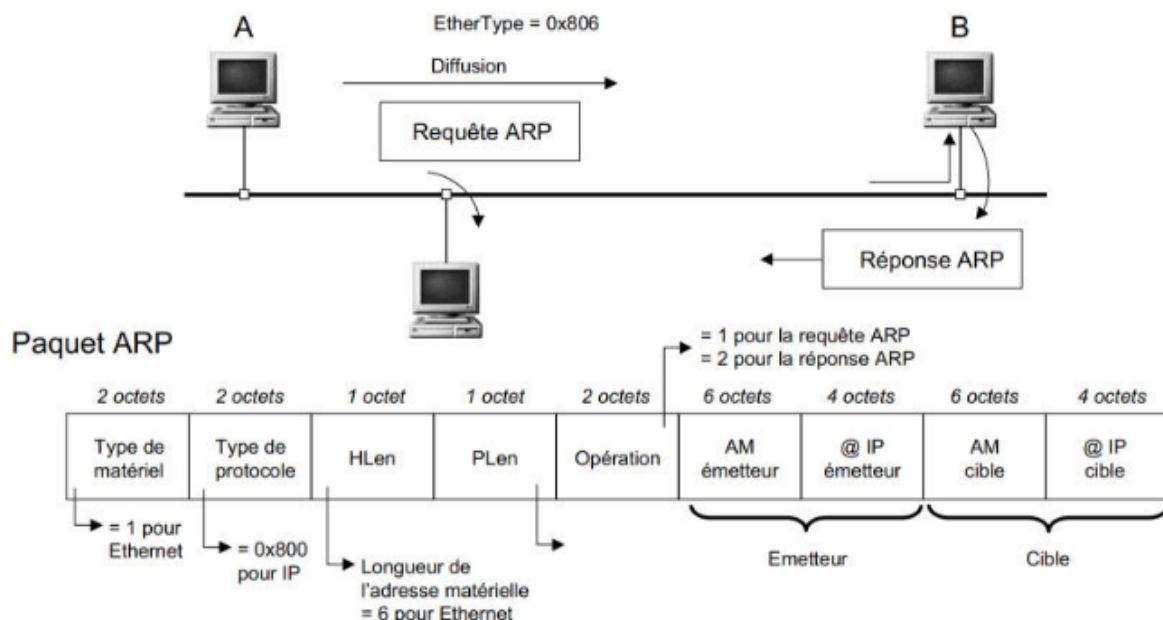 A
EtherType = 0x806
B
Diffusion
Requête ARP
Réponse ARP
Paquet ARP
= 1 pour la requête ARP
= 2 pour la réponse ARP
2 octets
2 octets
1 octet
1 octet
2 octets
6 octets
4 octets
6 octets
4 octets
Type de
matériel
Type de
protocole
HLen
PLen
Opération
AM
émetteur
@ IP
émetteur
AM
cible
@ IP
cible
= 1 pour
Ethernet
= 0x800
pour IP
Longueur de
l'adresse matérielle
= 6 pour Ethernet
Emetteur
Cible